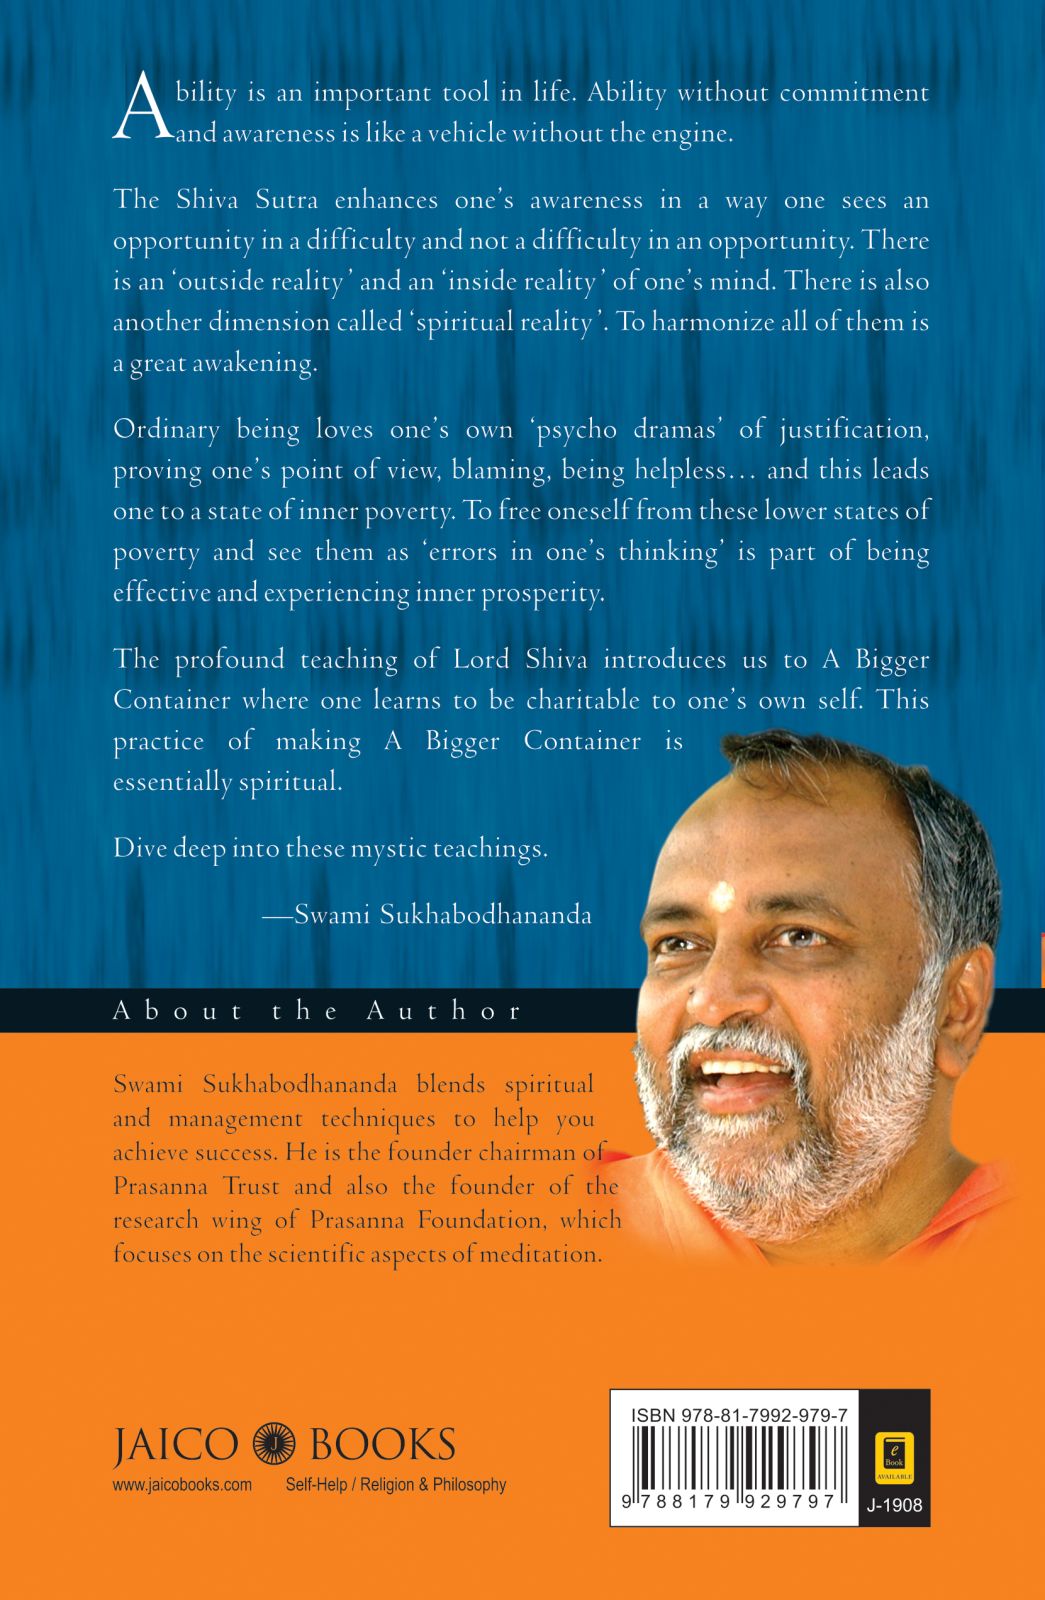 Ability is an important tool in life. Ability without commitment
and awareness is like a vehicle without the engine.
The Shiva Sutra enhances one's awareness in a way one sees an
opportunity in a difficulty and not a difficulty in an opportunity. There
is an ‘outside reality’ and an ‘inside reality’ of one's mind. There is also
another dimension called ‘spiritual reality’. To harmonize all of them is
a great awakening.
Ordinary being loves one's own ‘psycho dramas’ of justification,
proving one's point of view, blaming, being helpless… and this leads
one to a state of inner poverty. To free oneself from these lower states of
poverty and see them as ‘errors in one's thinking’ is part of being
effective and experiencing inner prosperity.
The profound teaching of Lord Shiva introduces us to A Bigger
Container where one learns to be charitable to one's own self. This
practice of making A Bigger Container is
essentially spiritual.
Dive deep into these mystic teachings.
—Swami Sukhabodhananda
About the Author
Swami Sukhabodhananda blends spiritual
and management techniques to help you
achieve success. He is the founder chairman of
Prasanna Trust and also the founder of the
research wing of Prasanna Foundation, which
focuses on the scientific aspects of meditation.
JAICO J BOOKS
www.jaicobooks.com Self-Help / Religion & Philosophy
ISBN 978-81-7992-979-7
9 788179 929797
e
Book
AVAILABLE
J-1908